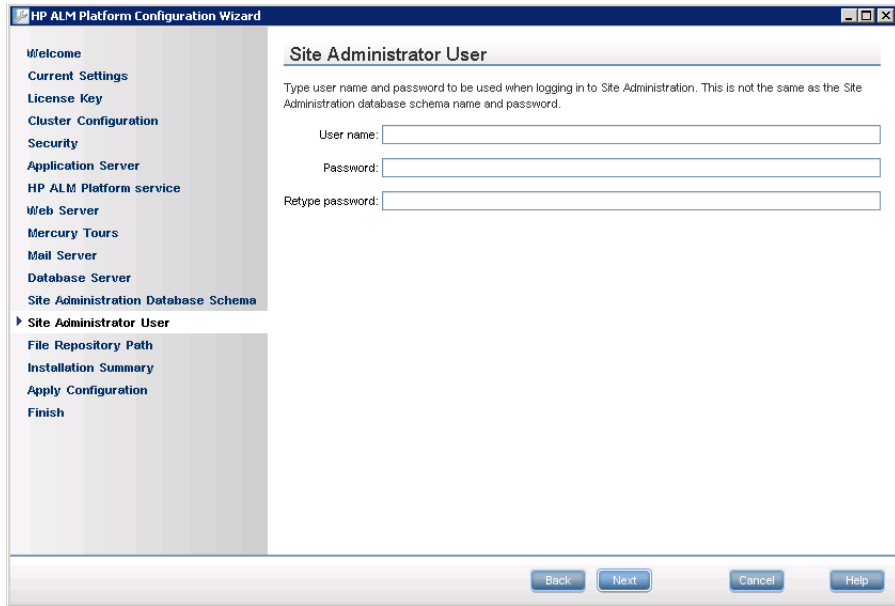 HP ALM Platform Configuration Wizard
Welcome
Current Settings
License Key
Cluster Configuration
Security
Application Server
HP ALM Platform service
Web Server
Mercury Tours
Mail Server
Database Server
Site Administration Database Schema
Site Administrator User
File Repository Path
Installation Summary
Apply Configuration
Finish
Site Administrator User
Type user name and password to be used when logging in to Site Administration. This is not the same as the Site
Administration database schema name and password.
User name:
Password:
Retype password:
Back Next Cancel Help